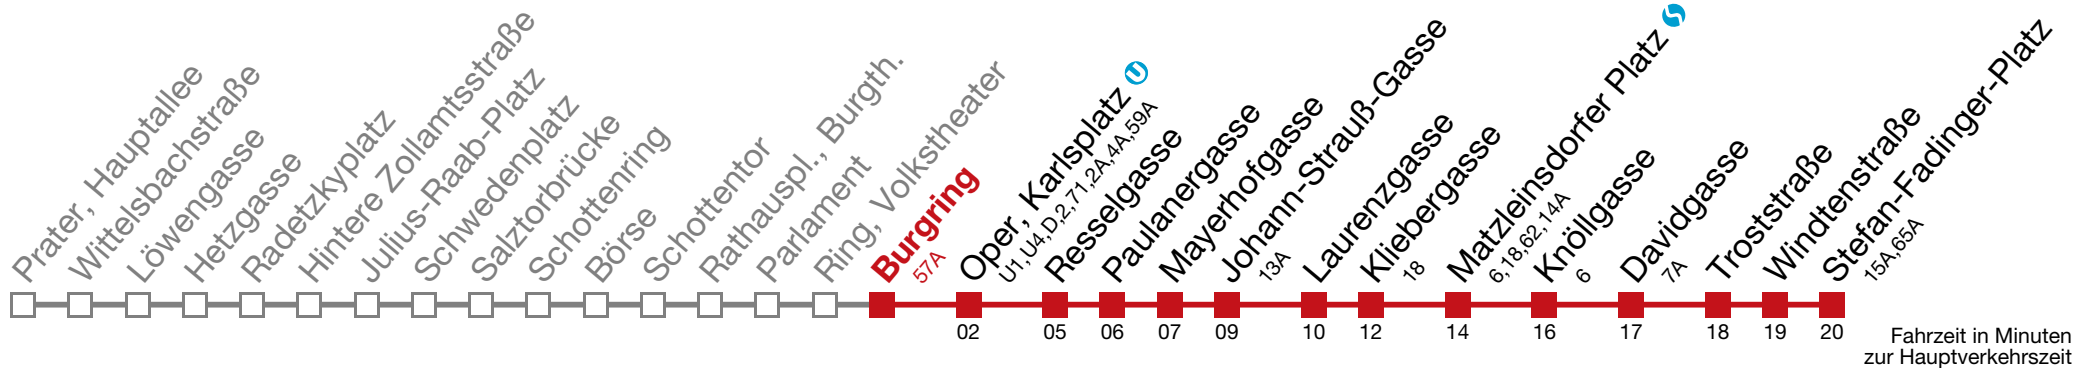 Prater, Hauptallee
Wittelsbachstraße
Löwengasse
Hetzgasse
Radetzkyplatz
Hintere Zollamtsstraße
Julius-Raab-Platz
Schwedenplatz
Salztorbrücke
Schottenring
Börse
Schottentor
Rathauspl., Burgth.
Parlament
Ring, Volkstheater
Burgring
57A
Oper, Karlsplatz
U1,U4,D,2,71,2A,4A,59A
Resselgasse
Paulanergasse
Mayerhofgasse
Johann-Strauß-Gasse
13A
Laurenzgasse
Kliebergasse
18
Matzleinsdorfer Platz
6,18,62,14A
Knöllgasse
6
Davidgasse
7A
Troststraße
Windtenstraße
Stefan-Fadinger-Platz
15A,65A
02 05 06 07 09 10 12 14 16 17 18 19 20
Fahrzeit in Minuten
zur Hauptverkehrszeit